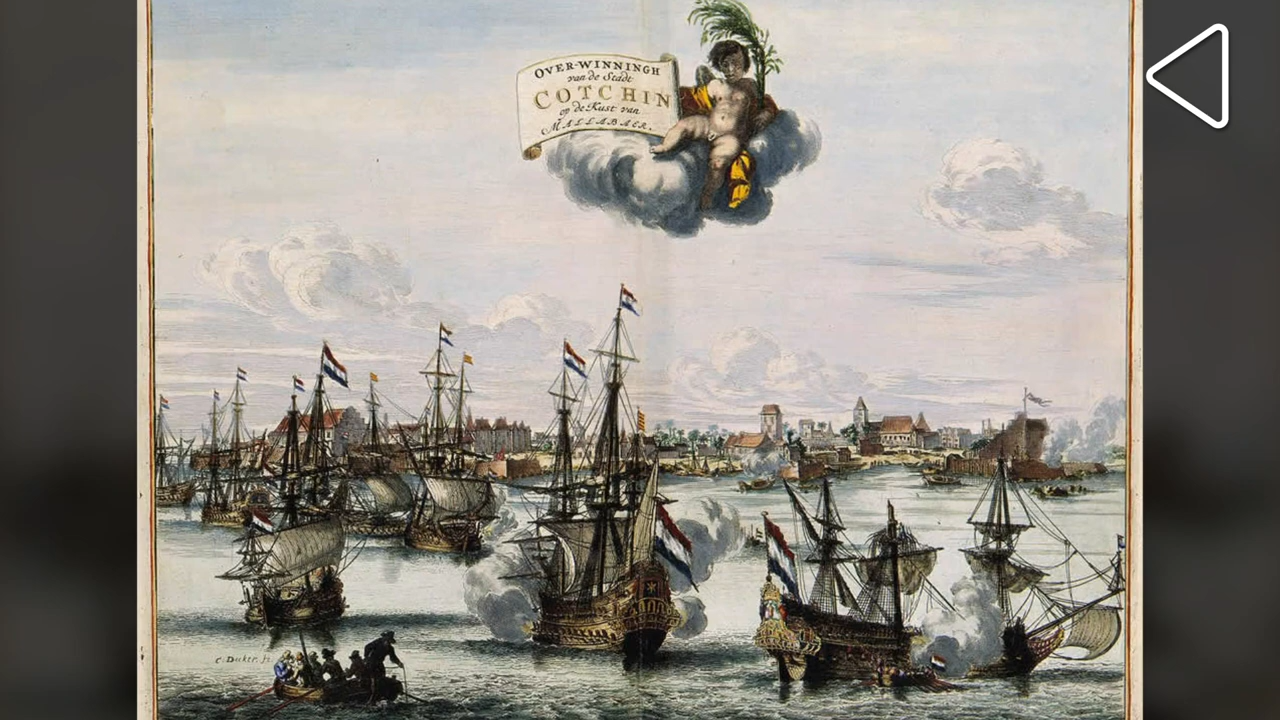 OVER-WINNINGH
van de Stadt
COTCHIN
op de Kust van
MALLABAER.